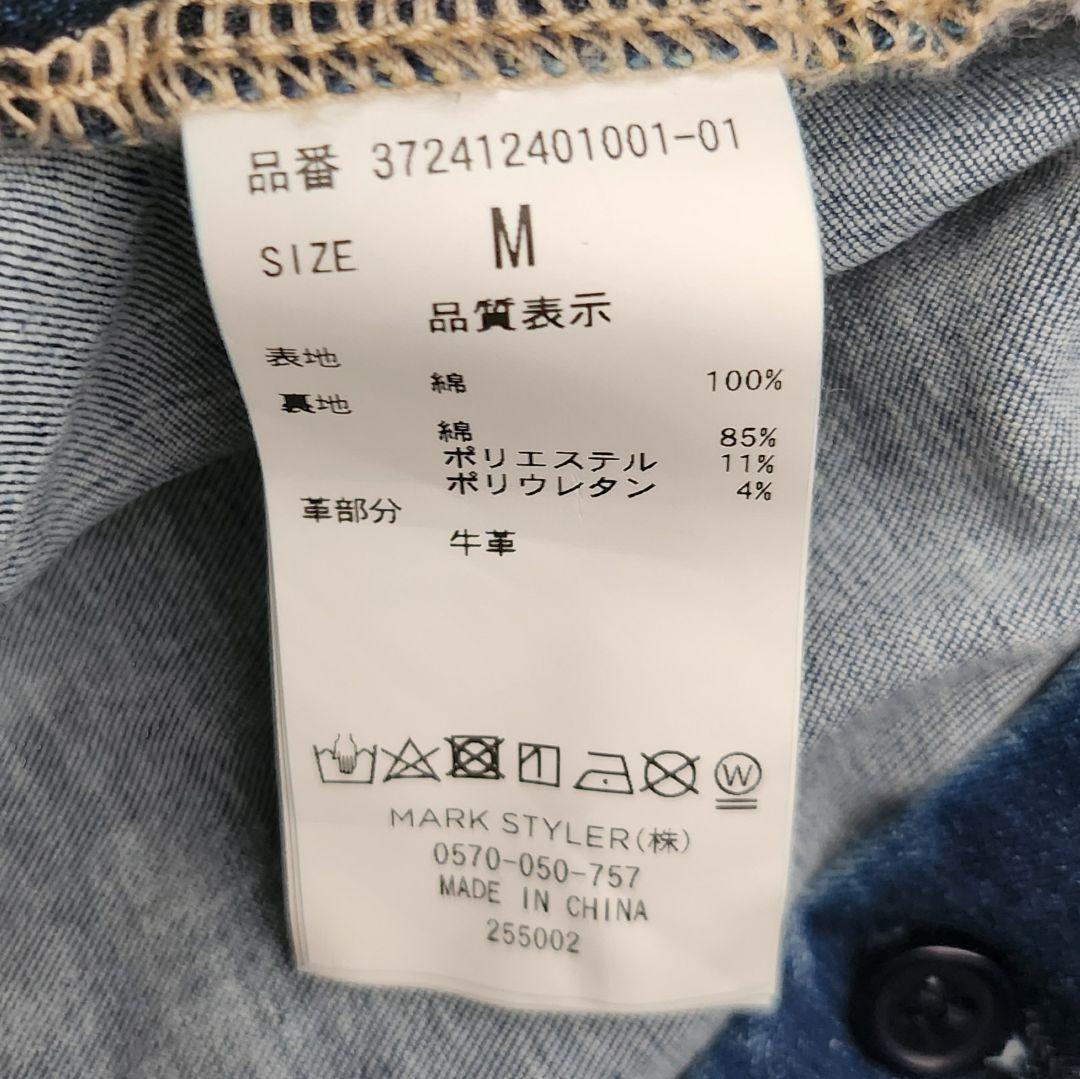 品番 372412401001-01
SIZE M
品質表示
表地
綿 100%
裏地
綿 85%
ポリエステル 11%
ポリウレタン 4%
革部分
牛革
W
MARK STYLER(株)
0570-050-757
MADE IN CHINA
255002